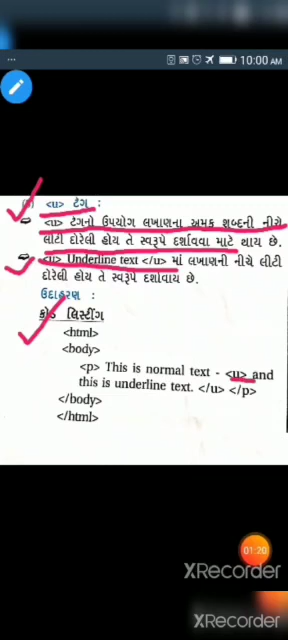 ...
10:00 AM
<u> ટૅગ :
<u> ટૅગનો ઉપયોગ લખાણના અમક શબ્દની નીચે
લીટી દોરેલી હોય તે સ્વરૂપે દર્શાવવા માટે થાય છે.
<u> Underline text </u> માં લખાણની નીચે લીટી
દોરેલી હોય તે સ્વરૂપે દર્શાવાય છે.
ઉદાહરણ :
કોડ લિસ્ટીંગ
<html>
<body>
<p> This is normal text - <u> and
this is underline text. </u> </p>
</body>
</html>
01:20
XRecorder
XRecorder